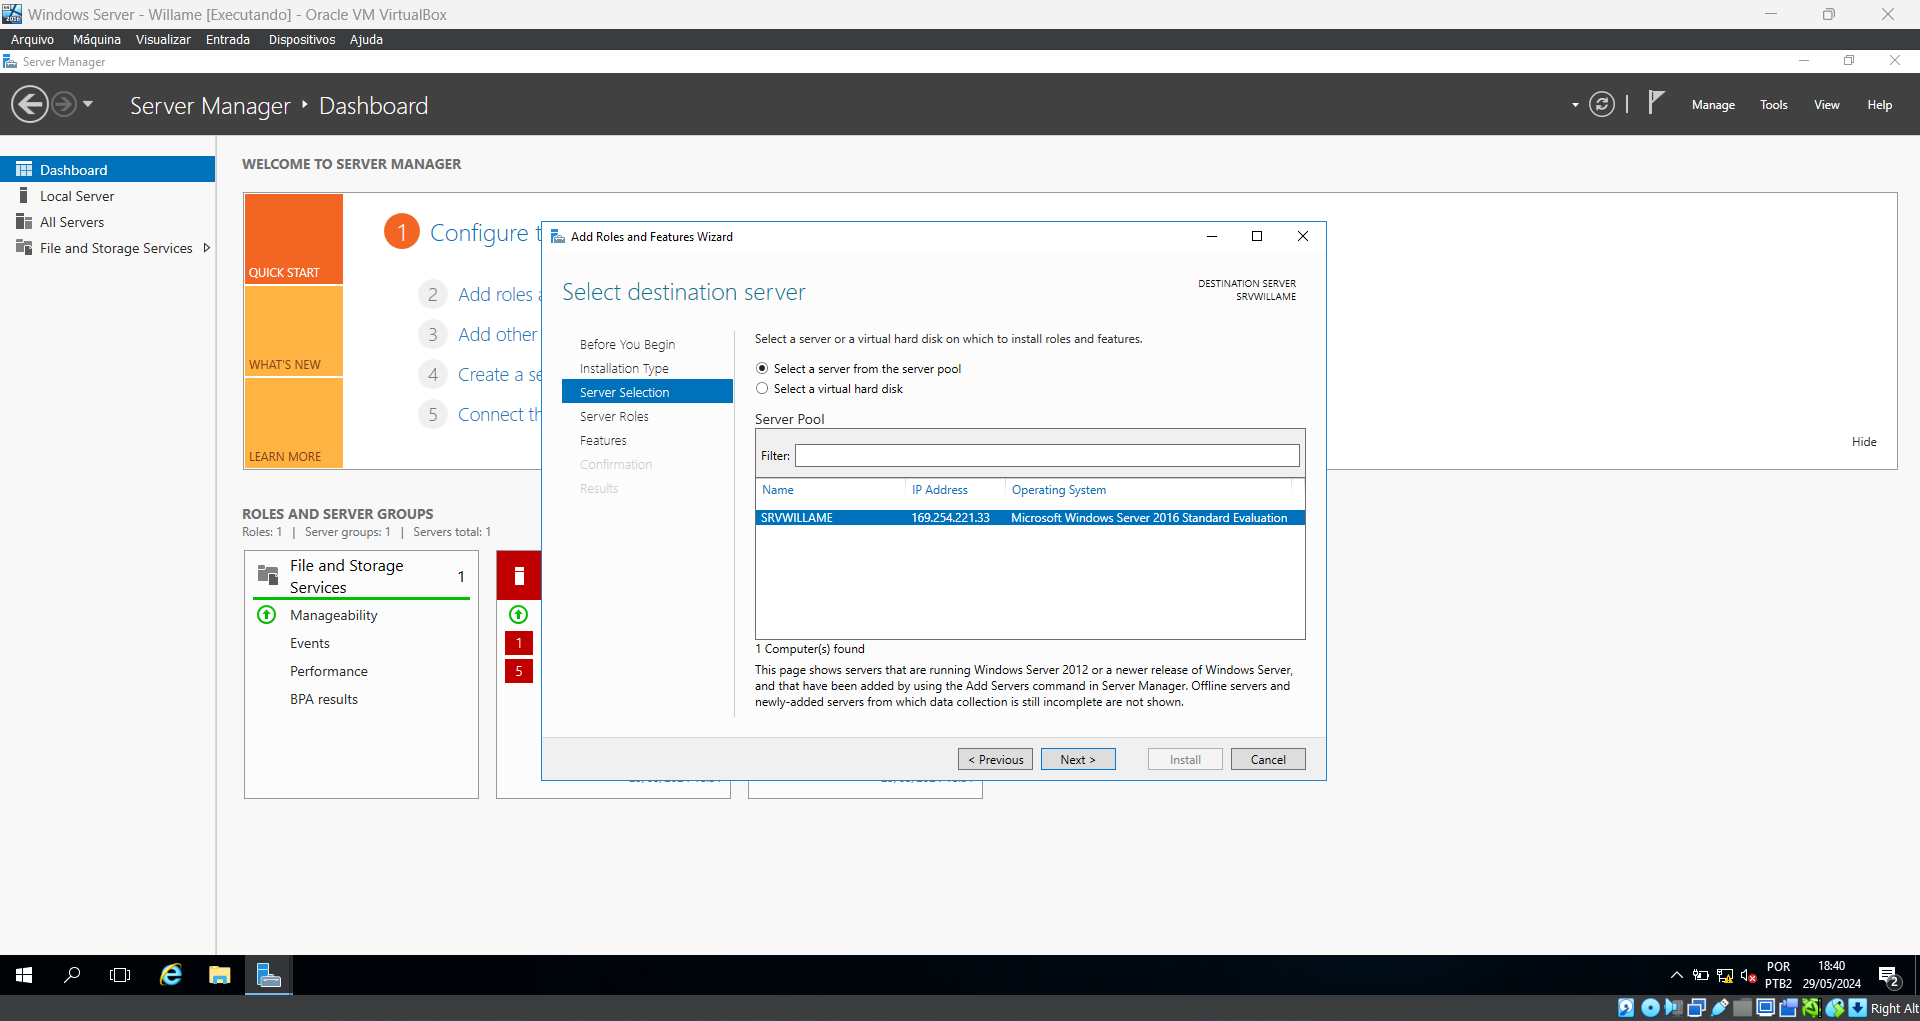 Windows Server - Willame [Executando] - Oracle VM VirtualBox
Arquivo Máquina Visualizar Entrada Dispositivos Ajuda
Server Manager
Server Manager Dashboard
Manage Tools View Help
Dashboard
Local Server
All Servers
File and Storage Services
WELCOME TO SERVER MANAGER
QUICK START
WHAT'S NEW
LEARN MORE
1 Configure t
2 Add roles
3 Add other
4 Create a se
5 Connect th
Hide
ROLES AND SERVER GROUPS
Roles: 1 | Server groups: 1 | Servers total: 1
File and Storage
Services
1
Manageability
Events
Performance
BPA results
1
5
Add Roles and Features Wizard
Select destination server
DESTINATION SERVER
SRVWILLAME
Before You Begin
Installation Type
Server Selection
Server Roles
Features
Confirmation
Results
Select a server or a virtual hard disk on which to install roles and features.
Select a server from the server pool
Select a virtual hard disk
Server Pool
Filter:
Name IP Address Operating System
SRVWILLAME 169.254.221.33 Microsoft Windows Server 2016 Standard Evaluation
1 Computer(s) found
This page shows servers that are running Windows Server 2012 or a newer release of Windows Server,
and that have been added by using the Add Servers command in Server Manager. Offline servers and
newly-added servers from which data collection is still incomplete are not shown.
< Previous Next > Install Cancel
POR
PTB2
18:40
29/05/2024
2
Right Alt